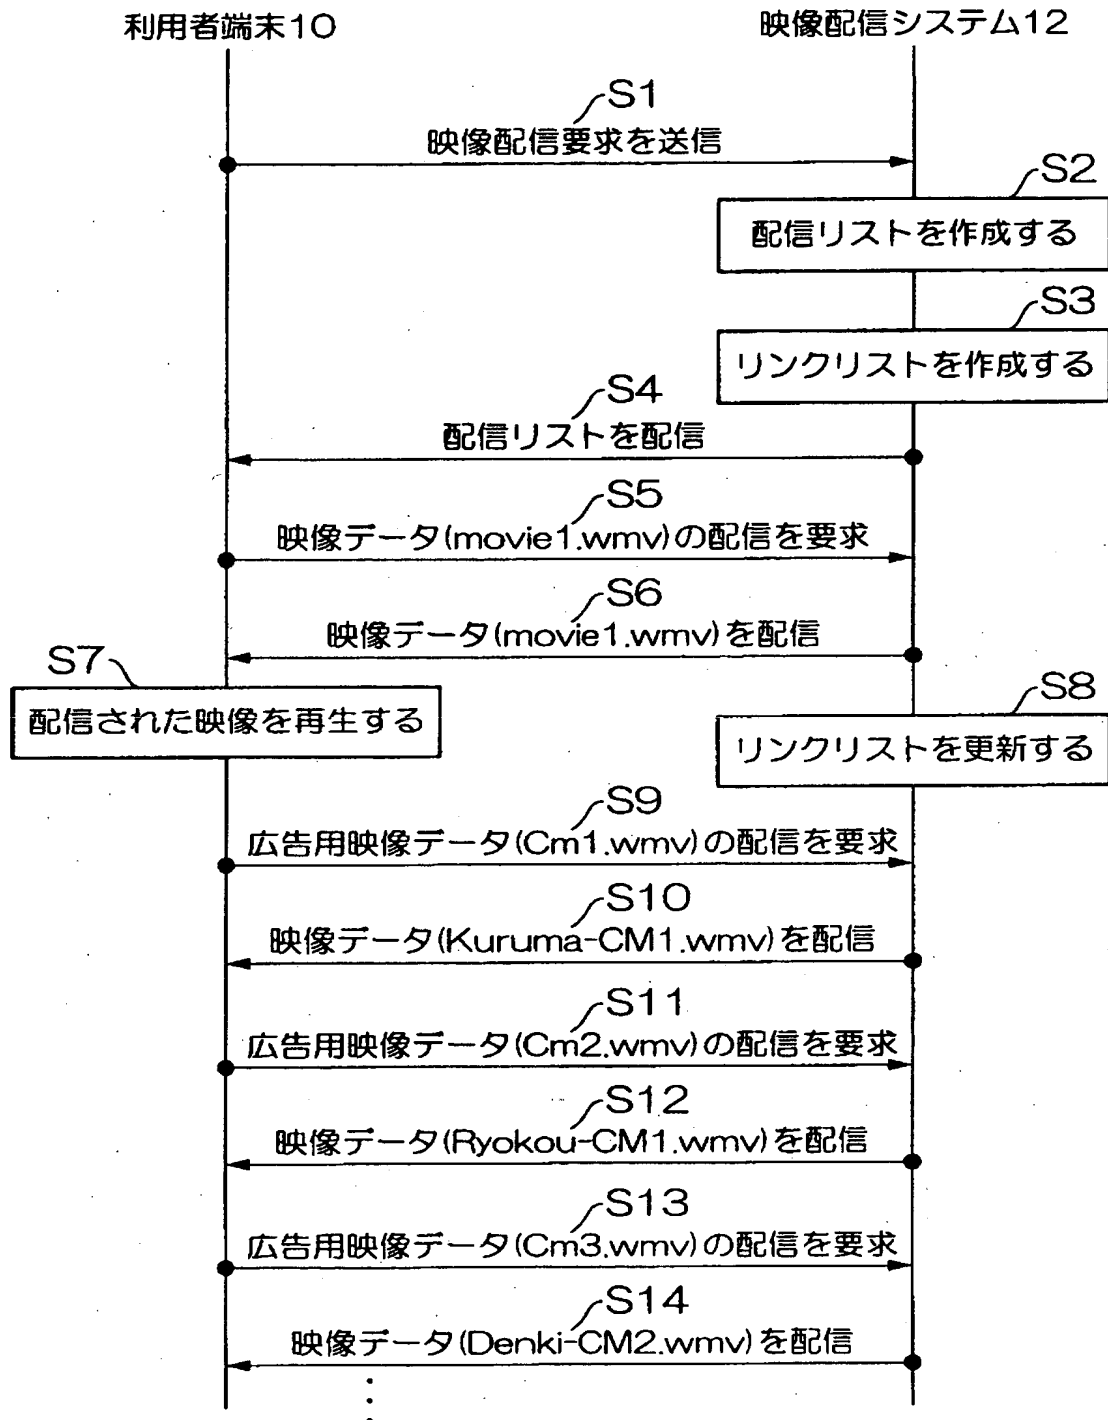 利用者端末10
映像配信システム12
S1
映像配信要求を送信
S2
配信リストを作成する
S3
リンクリストを作成する
S4
配信リストを配信
S5
映像データ(movie1.wmv)の配信を要求
S6
映像データ(movie1.wmv)を配信
S7
配信された映像を再生する
S8
リンクリストを更新する
S9
広告用映像データ(Cm1.wmv)の配信を要求
S10
映像データ(Kuruma-CM1.wmv)を配信
S11
広告用映像データ(Cm2.wmv)の配信を要求
S12
映像データ(Ryokou-CM1.wmv)を配信
S13
広告用映像データ(Cm3.wmv)の配信を要求
S14
映像データ(Denki-CM2.wmv)を配信